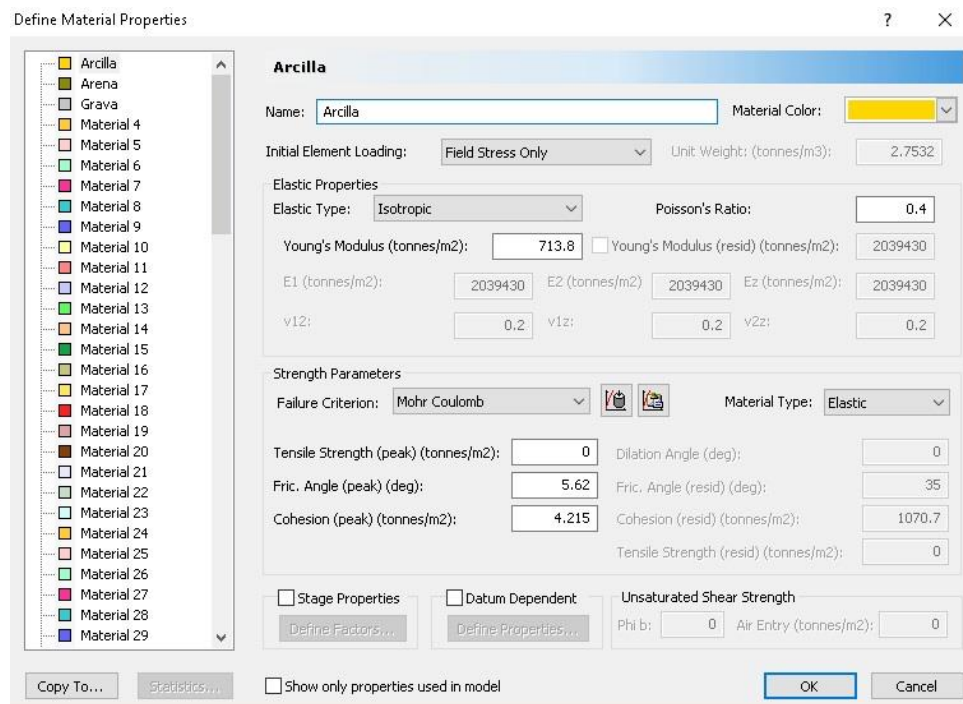 Define Material Properties ? ×
Arcilla
Arena
Grava
Material 4
Material 5
Material 6
Material 7
Material 8
Material 9
Material 10
Material 11
Material 12
Material 13
Material 14
Material 15
Material 16
Material 17
Material 18
Material 19
Material 20
Material 21
Material 22
Material 23
Material 24
Material 25
Material 26
Material 27
Material 28
Material 29
Copy To... Statistics...
Arcilla
Name: Arcilla Material Color:
Initial Element Loading: Field Stress Only Unit Weight: (tonnes/m3): 2.7532
Elastic Properties
Elastic Type: Isotropic Poisson's Ratio: 0.4
Young's Modulus (tonnes/m2): 713.8 Young's Modulus (resid) (tonnes/m2): 2039430
E1 (tonnes/m2): 2039430 E2 (tonnes/m2) 2039430 Ez (tonnes/m2): 2039430
v12: 0.2 v1z: 0.2 v2z: 0.2
Strength Parameters
Failure Criterion: Mohr Coulomb Material Type: Elastic
Tensile Strength (peak) (tonnes/m2): 0 Dilation Angle (deg): 0
Fric. Angle (peak) (deg): 5.62 Fric. Angle (resid) (deg): 35
Cohesion (peak) (tonnes/m2): 4.215 Cohesion (resid) (tonnes/m2): 1070.7
Tensile Strength (resid) (tonnes/m2): 0
Stage Properties Datum Dependent Unsaturated Shear Strength
Define Factors... Define Properties... Phi b: 0 Air Entry (tonnes/m2): 0
Show only properties used in model OK Cancel